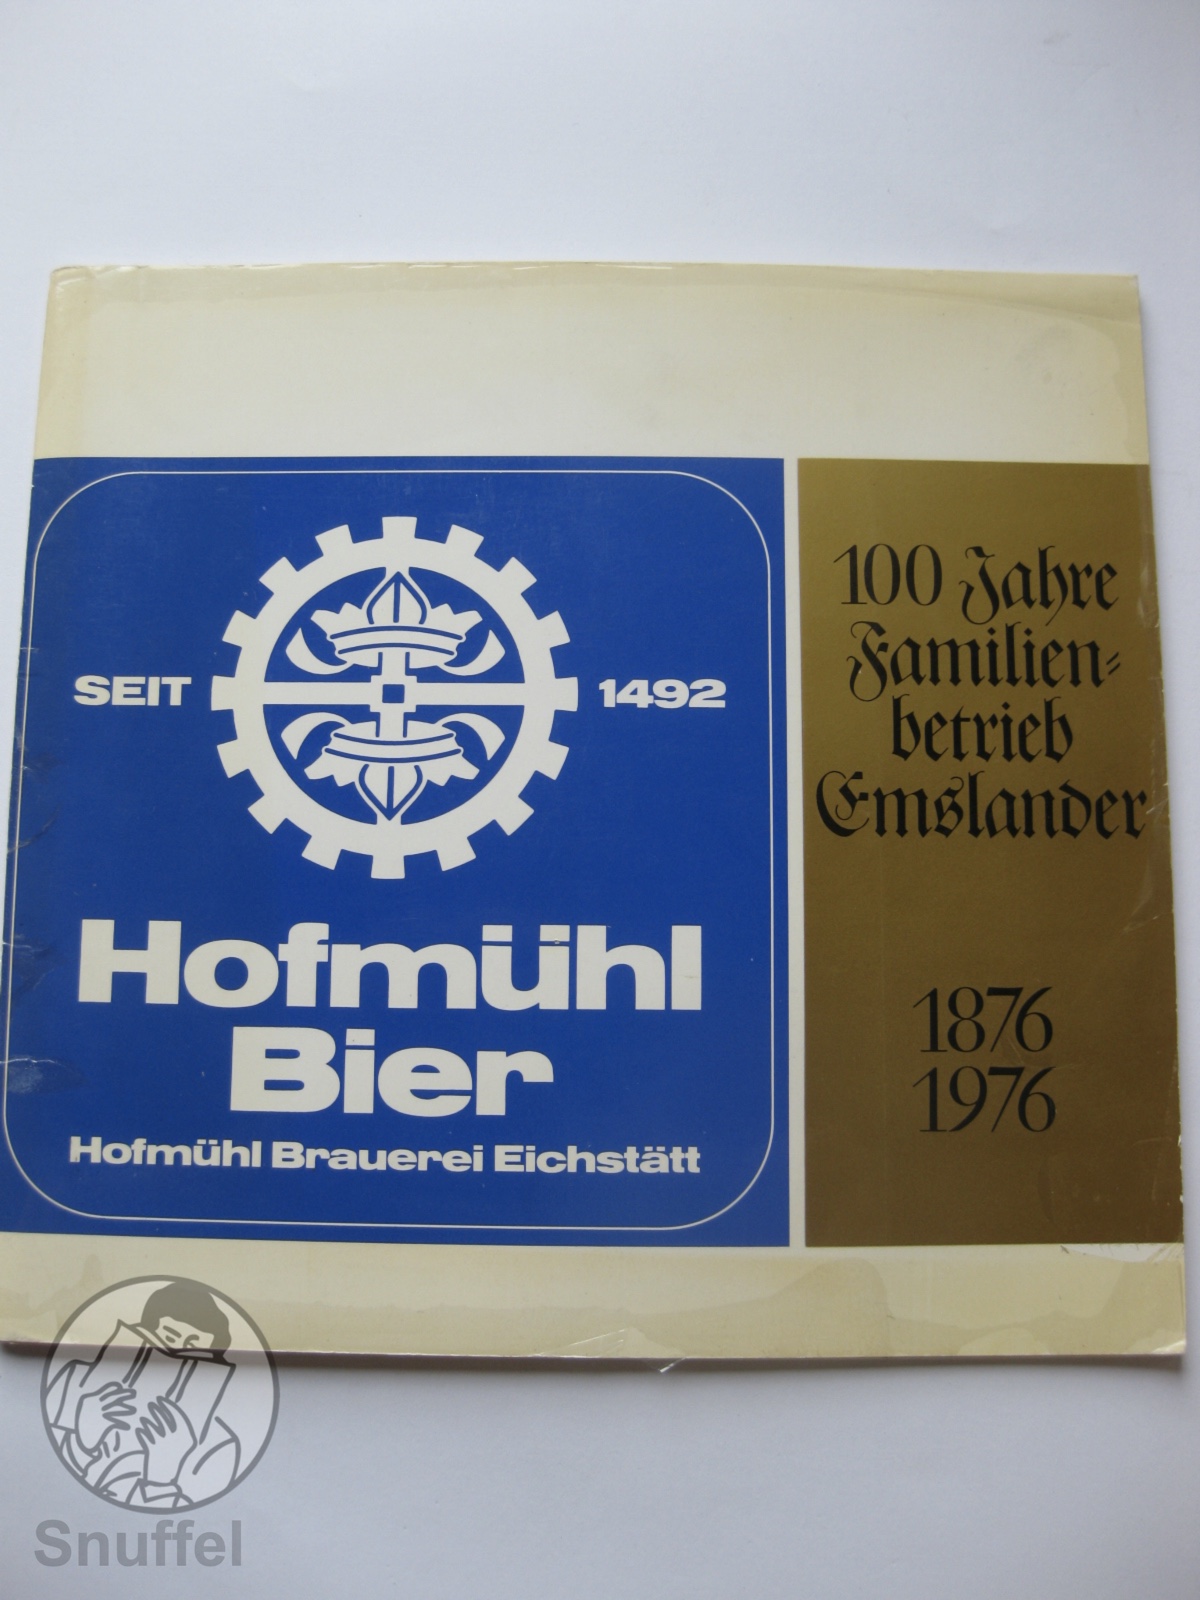 SEIT 1492
Hofmühl
Bier
Hofmühl Brauerei Eichstätt
100 Jahre
Familien-
betrieb
Emslander
1876
1976
Snuffel